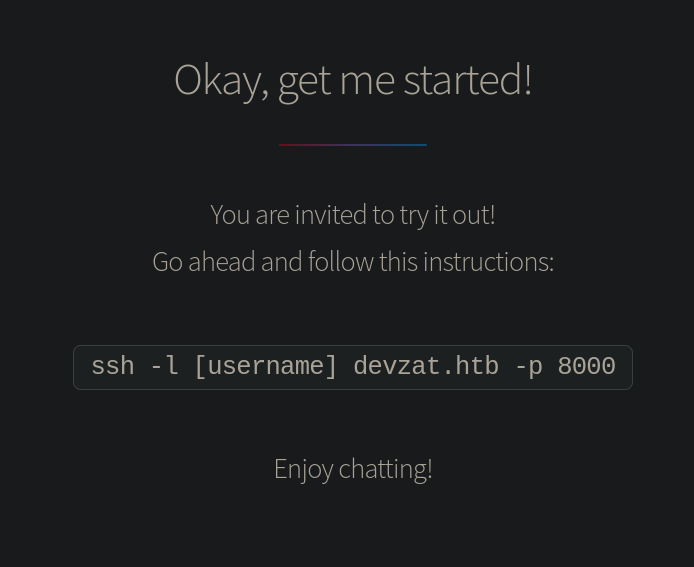 Okay, get me started!
You are invited to try it out!
Go ahead and follow this instructions:
ssh -l [username] devzat.htb -p 8000
Enjoy chatting!